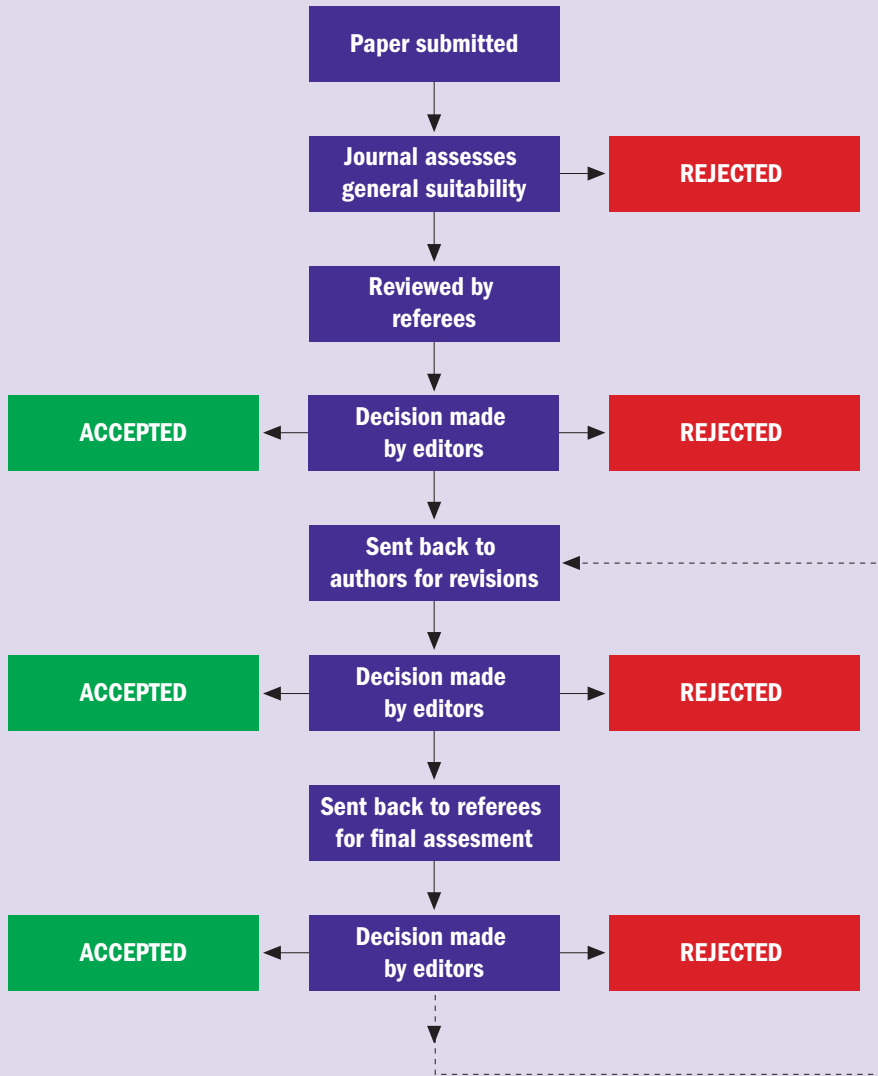 Paper submitted
Journal assesses
general suitability
REJECTED
Reviewed by
referees
ACCEPTED
Decision made
by editors
REJECTED
Sent back to
authors for revisions
ACCEPTED
Decision made
by editors
REJECTED
Sent back to referees
for final assesment
ACCEPTED
Decision made
by editors
REJECTED